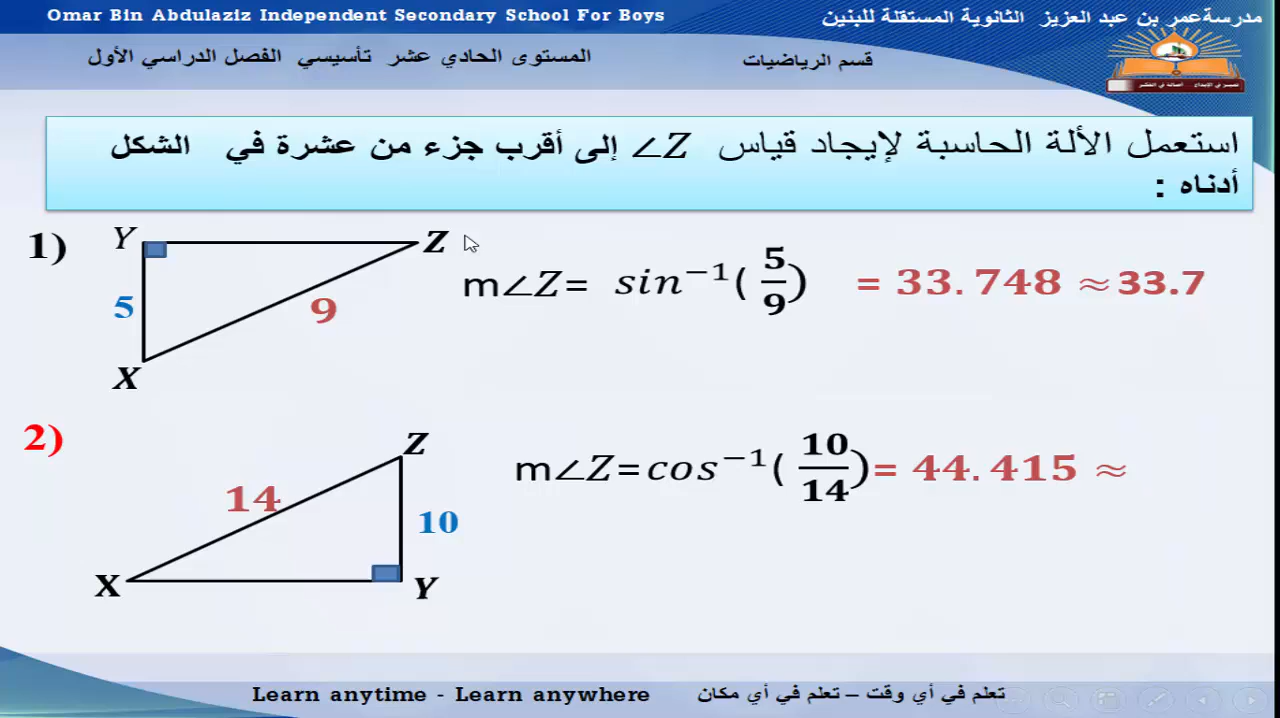 Omar Bin Abdulaziz Independent Secondary School For Boys
مدرسةعمر بن عبد العزيز الثانوية المستقلة للبنين
قسم الرياضيات
المستوى الحادي عشر تأسيسي الفصل الدراسي الأول
استعمل الألة الحاسبة لإيجاد قياس ∠Z إلى أقرب جزء من عشرة في الشكل
أدناه :
1)
Y
Z
5
9
X
m∠Z= sin⁻¹(5/9) = 33.748 ≈33.7
2)
Z
14
10
X
Y
m∠Z=cos⁻¹(10/14)= 44.415 ≈
Learn anytime - Learn anywhere
تعلم في أي وقت – تعلم في أي مكان